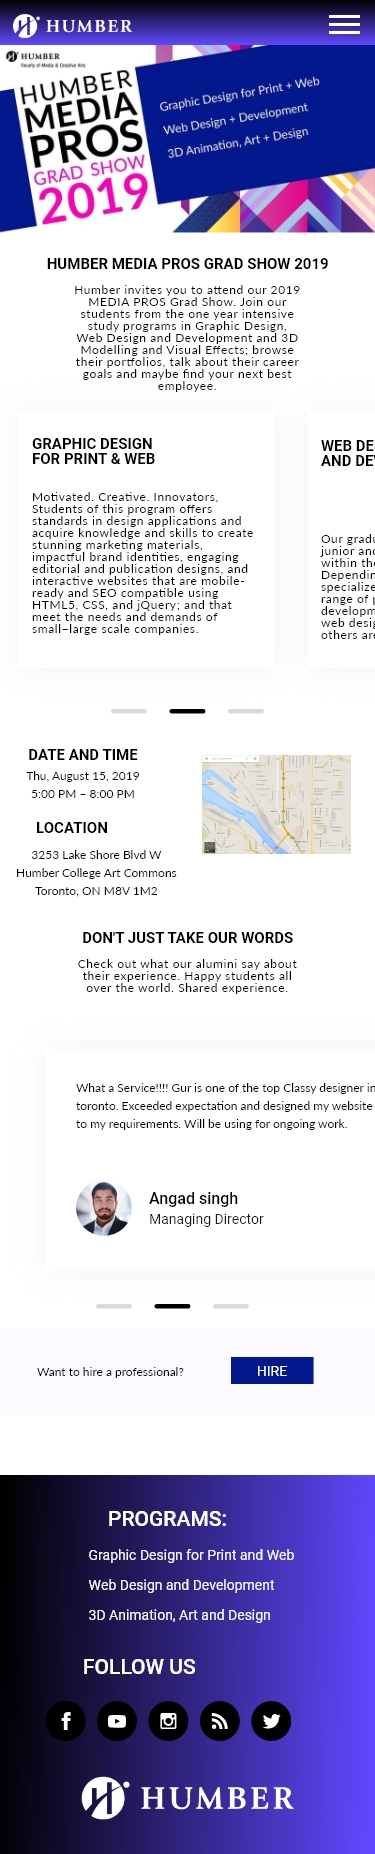 HUMBER
HUMBER
Faculty of Media & Creative Arts
HUMBER
MEDIA
PROS
GRAD SHOW
2019
Graphic Design for Print + Web
Web Design + Development
3D Animation, Art + Design
HUMBER MEDIA PROS GRAD SHOW 2019
Humber invites you to attend our 2019
MEDIA PROS Grad Show. Join our
students from the one year intensive
study programs in Graphic Design,
Web Design and Development and 3D
Modelling and Visual Effects; browse
their portfolios, talk about their career
goals and maybe find your next best
employee.
GRAPHIC DESIGN
FOR PRINT & WEB
Motivated. Creative. Innovators,
Students of this program offers
standards in design applications and
acquire knowledge and skills to create
stunning marketing materials,
impactful brand identities, engaging
editorial and publication designs, and
interactive websites that are mobile-
ready and SEO compatible using
HTML5, CSS, and jQuery; and that
meet the needs and demands of
small–large scale companies.
WEB DE
AND DE
Our gradu
junior and
within the
Dependin
specialize
range of p
developm
web desig
others are
DATE AND TIME
Thu, August 15, 2019
5:00 PM – 8:00 PM
LOCATION
3253 Lake Shore Blvd W
Humber College Art Commons
Toronto, ON M8V 1M2
DON'T JUST TAKE OUR WORDS
Check out what our alumini say about
their experience. Happy students all
over the world. Shared experience.
What a Service!!!! Gur is one of the top Classy designer in
toronto. Exceeded expectation and designed my website
to my requirements. Will be using for ongoing work.
Angad singh
Managing Director
Want to hire a professional?
HIRE
PROGRAMS:
Graphic Design for Print and Web
Web Design and Development
3D Animation, Art and Design
FOLLOW US
HUMBER